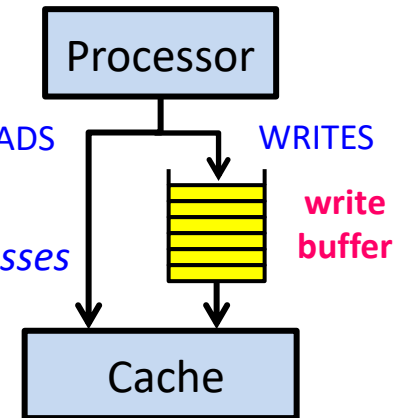 Processor
ADS
WRITES
write
buffer
sses
Cache